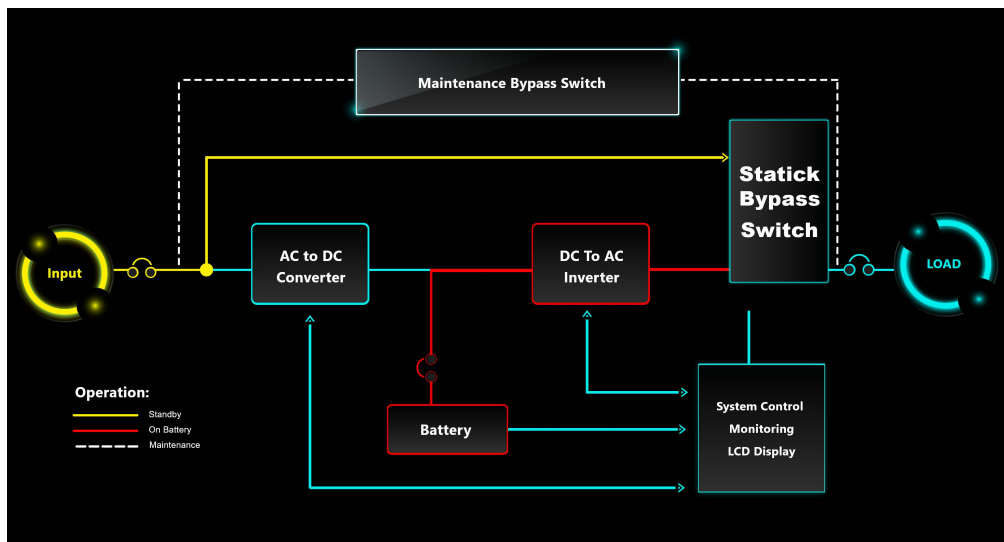 Maintenance Bypass Switch
Statick
Bypass
Switch
Input
AC to DC
Converter
DC To AC
Inverter
LOAD
Operation:
Standby
On Battery
Maintenance
Battery
System Control
Monitoring
LCD Display